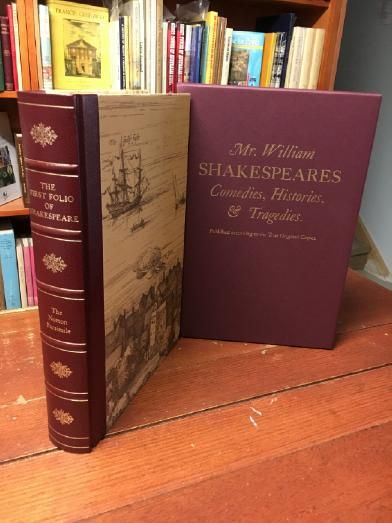 THE
FIRST FOLIO
OF
SHAKESPEARE
The
Norton
Facsimile
Mr. William
SHAKESPEARES
Comedies, Histories,
& Tragedies.
Published according to the True Original Copies